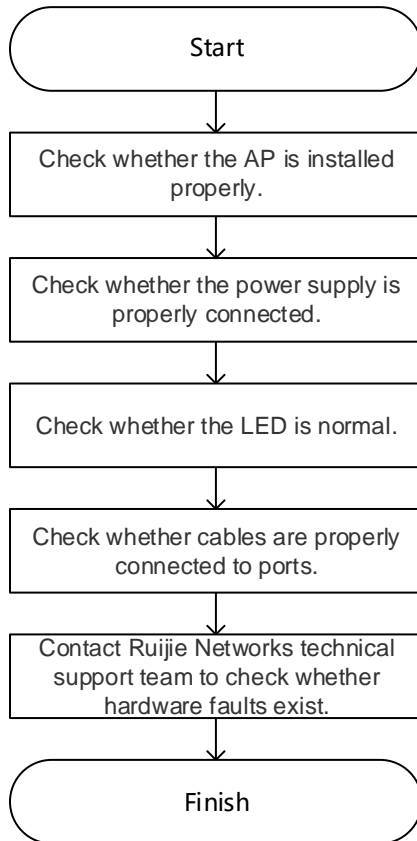 Start
Check whether the AP is installed
properly.
Check whether the power supply is
properly connected.
Check whether the LED is normal.
Check whether cables are properly
connected to ports.
Contact Ruijie Networks technical
support team to check whether
hardware faults exist.
Finish